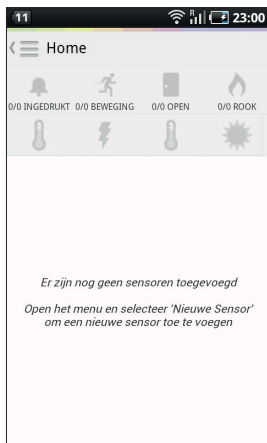 11
R
23:00
Home
0/0 INGEDRUKT 0/0 BEWEGING 0/0 OPEN 0/0 ROOK
Er zijn nog geen sensoren toegevoegd
Open het menu en selecteer 'Nieuwe Sensor'
om een nieuwe sensor toe te voegen